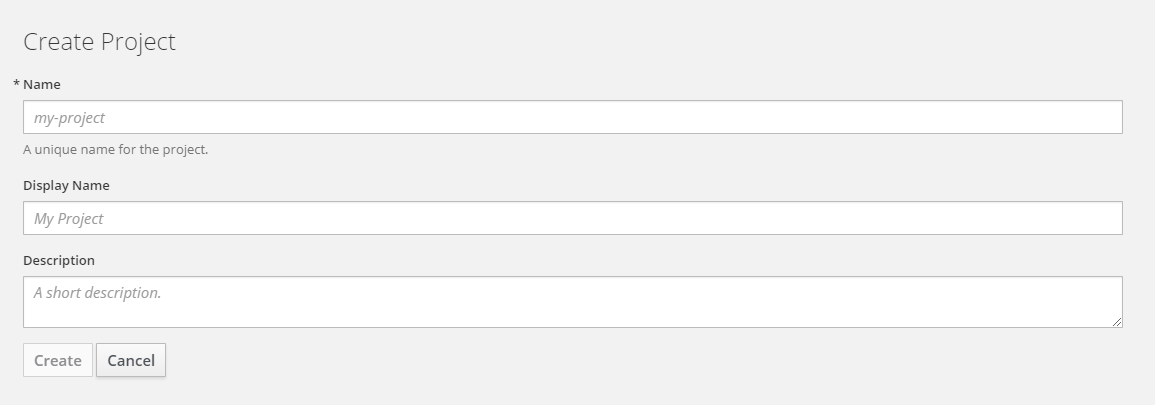 Create Project
* Name
my-project
A unique name for the project.
Display Name
My Project
Description
A short description.
Create Cancel